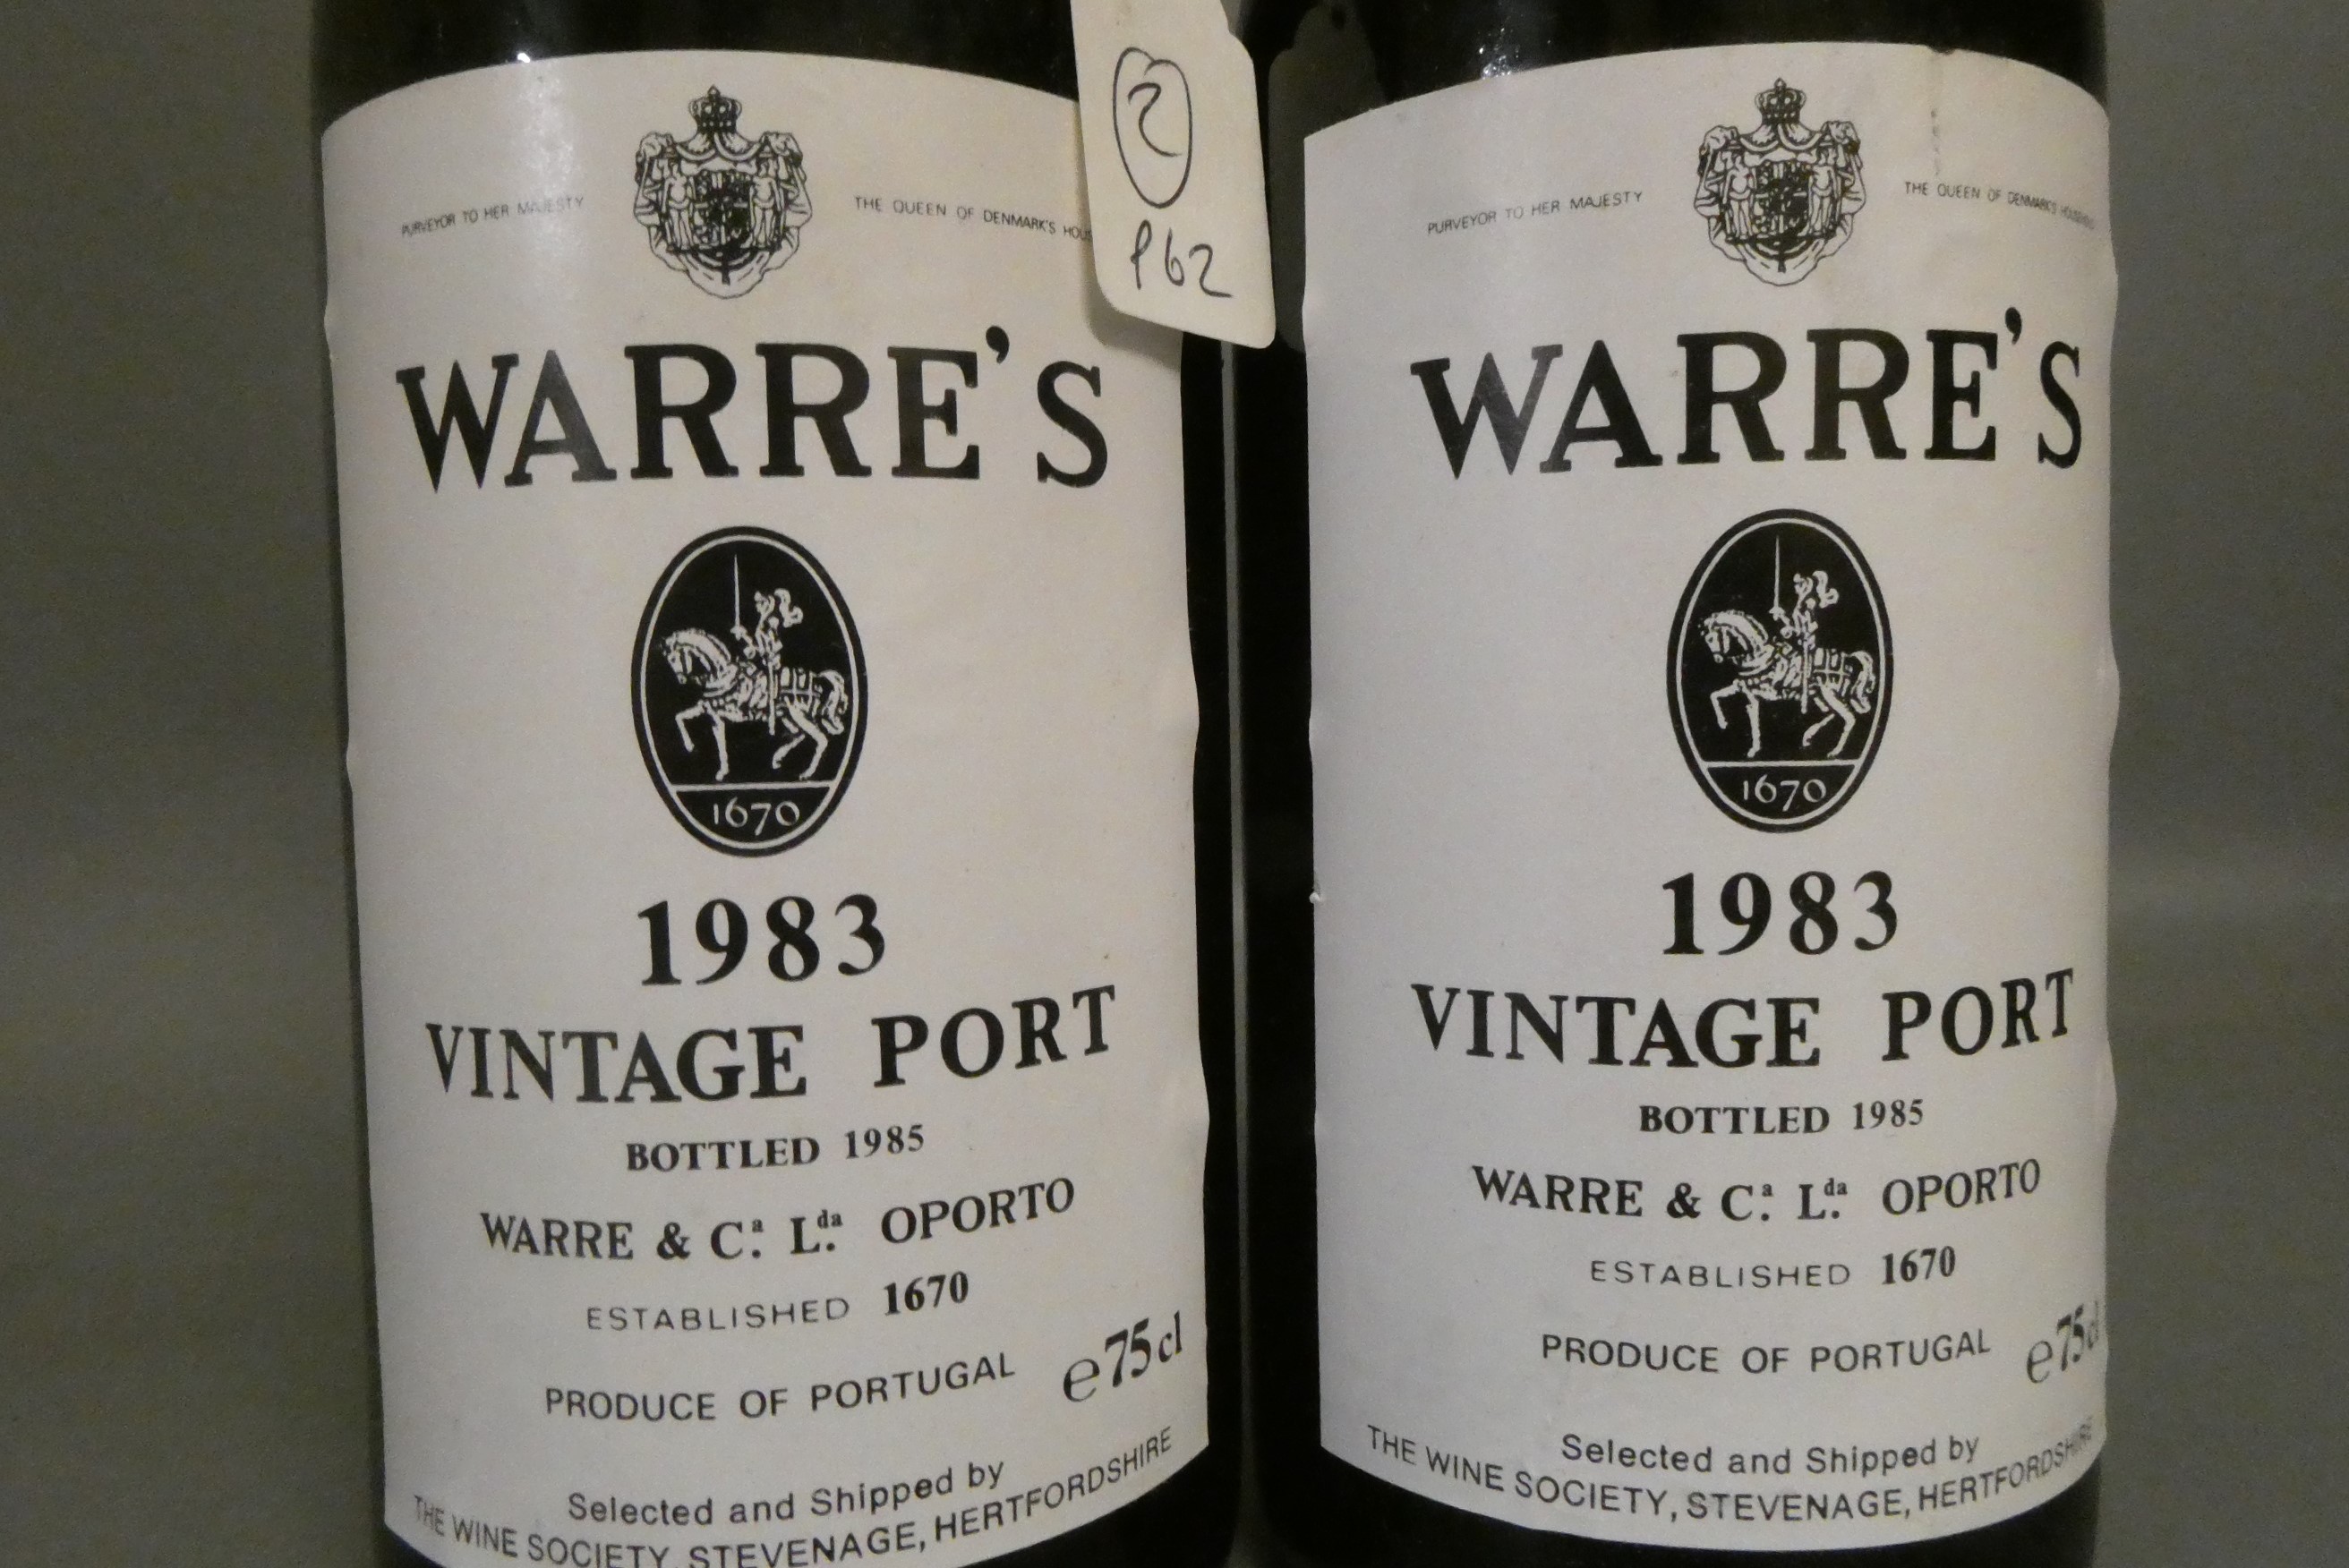 PURVEYOR TO HER MAJESTY THE QUEEN OF DENMARK'S
WARRE'S
1670
1983
VINTAGE PORT
BOTTLED 1985
WARRE & Cª. Lda. OPORTO
ESTABLISHED 1670
PRODUCE OF PORTUGAL e75cl
Selected and Shipped by
THE WINE SOCIETY, STEVENAGE, HERTFORDSHIRE
2
P62
PURVEYOR TO HER MAJESTY THE QUEEN OF DENMARK'S HOUSEHOLD
WARRE'S
1670
1983
VINTAGE PORT
BOTTLED 1985
WARRE & Cª. Lda. OPORTO
ESTABLISHED 1670
PRODUCE OF PORTUGAL e75cl
Selected and Shipped by
THE WINE SOCIETY, STEVENAGE, HERTFORDSHIRE